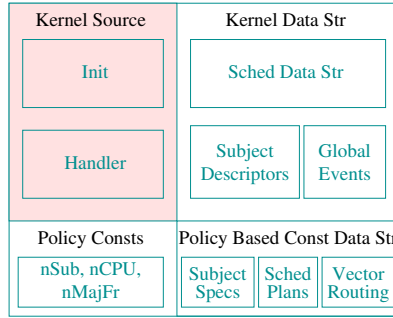 Kernel Source
Init
Handler
Kernel Data Str
Sched Data Str
Subject
Descriptors
Global
Events
Policy Consts
nSub, nCPU,
nMajFr
Policy Based Const Data Str
Subject
Specs
Sched
Plans
Vector
Routing